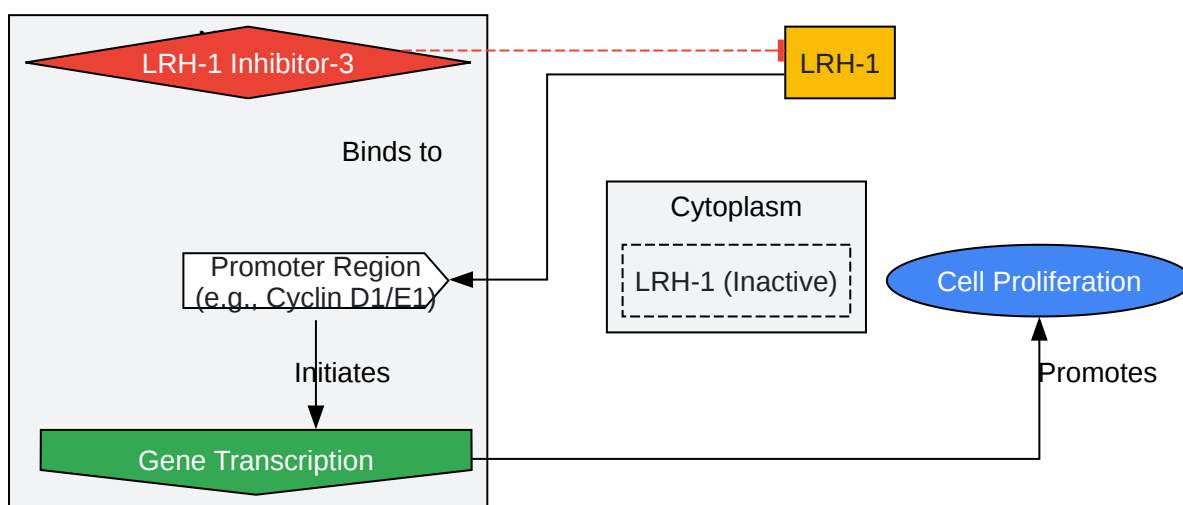 LRH-1 Inhibitor-3
LRH-1
Binds to
Cytoplasm
LRH-1 (Inactive)
Promoter Region
(e.g., Cyclin D1/E1)
Cell Proliferation
Initiates
Promotes
Gene Transcription